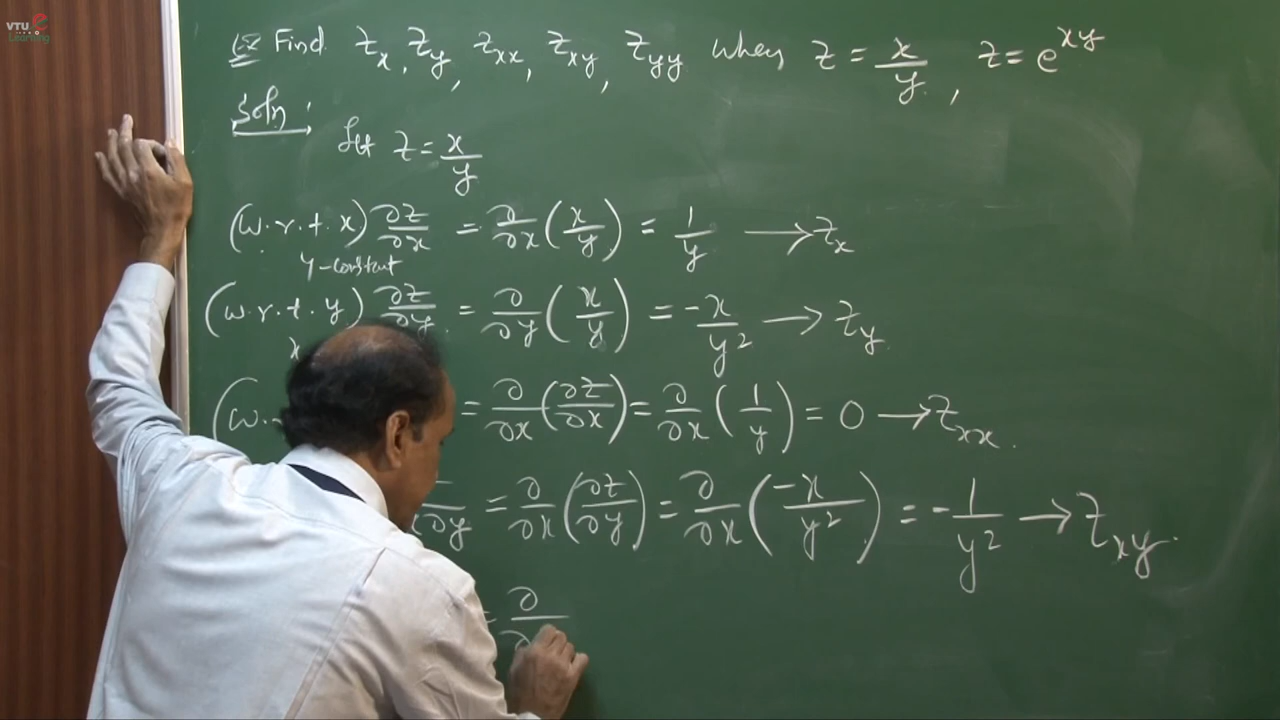 VTU e Learning
Ex Find z_x, z_y, z_xx, z_xy, z_yy when z = x/y, z = e^xy
Soln:
Let z = x/y
(w.r.t x) ∂z/∂x = ∂/∂x (x/y) = 1/y → z_x
y-constant
(w.r.t. y) ∂z/∂y = ∂/∂y (x/y) = -x/y² → z_y
x
(w. = ∂/∂x (∂z/∂x) = ∂/∂x (1/y) = 0 → z_xx.
∂y = ∂/∂x (∂z/∂y) = ∂/∂x (-x/y²) = -1/y² → z_xy.
= ∂/∂